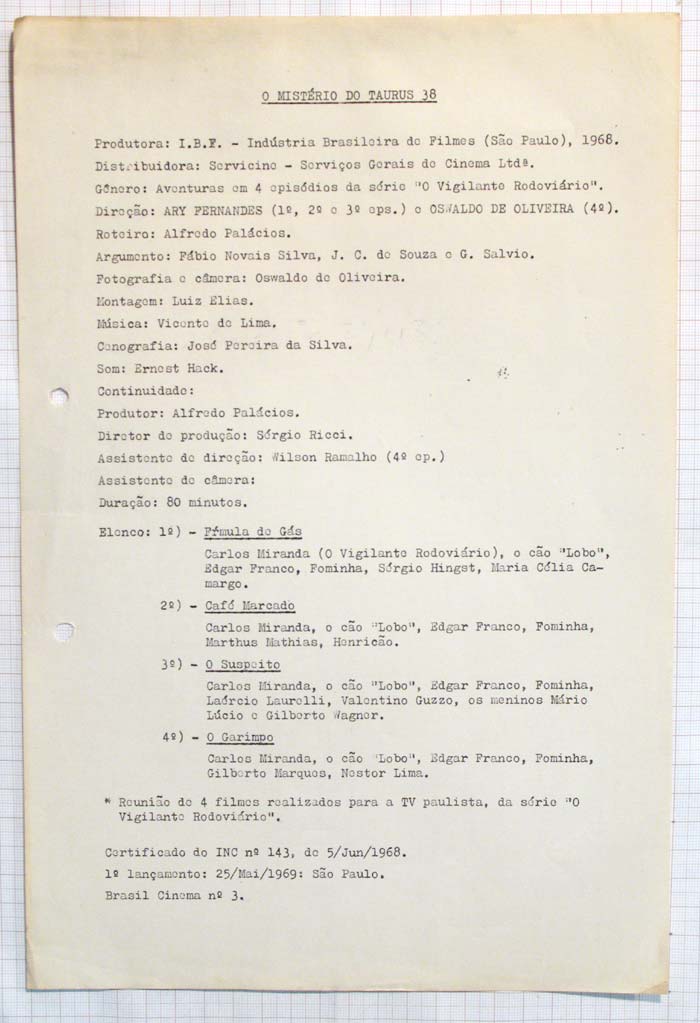 O MISTÉRIO DO TAURUS 38
Produtora: I.B.F. - Indústria Brasileira de Filmes (São Paulo), 1968.
Distribuidora: Servicine - Serviços Gerais de Cinema Ltdª.
Gênero: Aventuras em 4 episódios da série "O Vigilante Rodoviário".
Direção: ARY FERNANDES (1º, 2º e 3º eps.) e OSWALDO DE OLIVEIRA (4º).
Roteiro: Alfredo Palácios.
Argumento: Fábio Novais Silva, J. C. de Souza e G. Salvio.
Fotografia e câmera: Oswaldo de Oliveira.
Montagem: Luiz Elias.
Música: Vicente de Lima.
Cenografia: José Pereira da Silva.
Som: Ernest Hack.
Continuidade:
Produtor: Alfredo Palácios.
Diretor de produção: Sérgio Ricci.
Assistente de direção: Wilson Ramalho (4º ep.)
Assistente de câmera:
Duração: 80 minutos.
Elenco: 1º) - Fŕmula de Gás
Carlos Miranda (O Vigilante Rodoviário), o cão "Lobo",
Edgar Franco, Fominha, Sérgio Hingst, Maria Célia Ca-
margo.
2º) - Café Marcado
Carlos Miranda, o cão "Lobo", Edgar Franco, Fominha,
Marthus Mathias, Henricão.
3º) - O Suspeito
Carlos Miranda, o cão "Lobo", Edgar Franco, Fominha,
Laércio Laurelli, Valentino Guzzo, os meninos Mário
Lúcio e Gilberto Wagner.
4º) - O Garimpo
Carlos Miranda, o cão "Lobo", Edgar Franco, Fominha,
Gilberto Marques, Nestor Lima.
* Reunião de 4 filmes realizados para a TV paulista, da série "O
Vigilante Rodoviário".
Certificado do INC nº 143, de 5/Jun/1968.
1º lançamento: 25/Mai/1969: São Paulo.
Brasil Cinema nº 3.